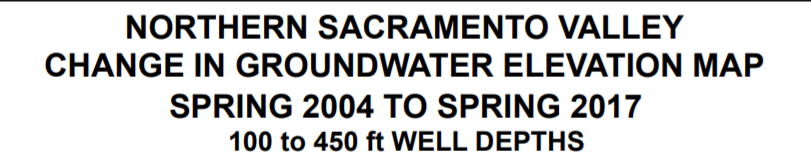 NORTHERN SACRAMENTO VALLEY
CHANGE IN GROUNDWATER ELEVATION MAP
SPRING 2004 TO SPRING 2017
100 to 450 ft WELL DEPTHS